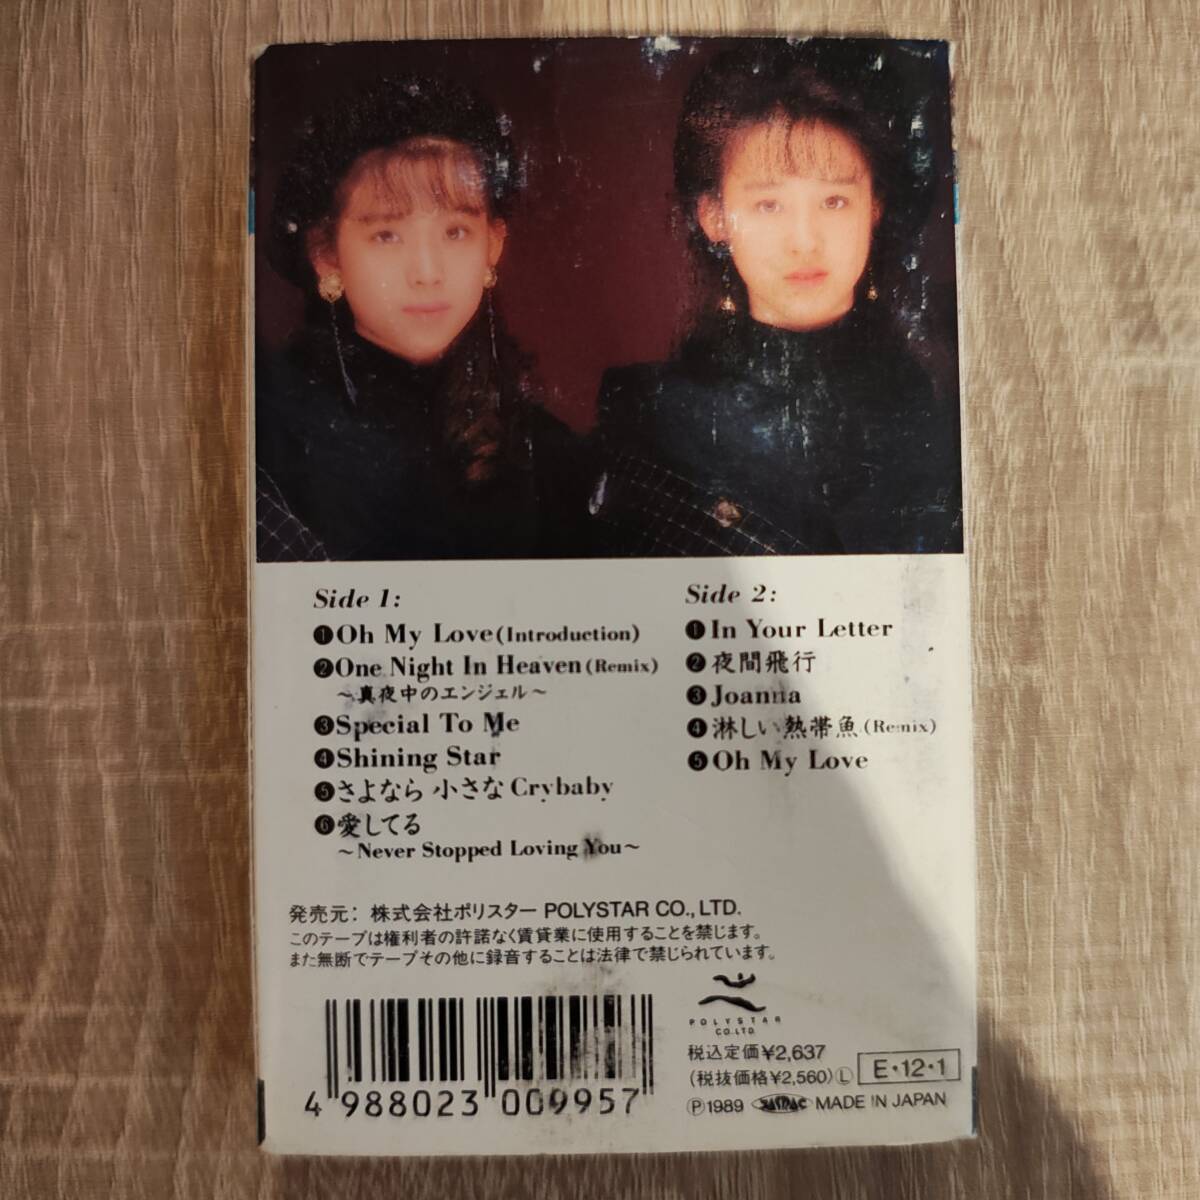 Side 1:
❶Oh My Love(Introduction)
❷One Night In Heaven(Remix)
～真夜中のエンジェル～
❸Special To Me
❹Shining Star
❺さよなら 小さなCrybaby
❻愛してる
～Never Stopped Loving You～
Side 2:
❶In Your Letter
❷夜間飛行
❸Joanna
❹淋しい熱帯魚(Remix)
❺Oh My Love
発売元：株式会社ポリスター POLYSTAR CO.,LTD.
このテープは権利者の許諾なく賃貸業に使用することを禁じます。
また無断でテープその他に録音することは法律で禁じられています。
POLYSTAR
CO.LTD.
税込定価¥2,637
(税抜価格¥2,560)Ⓛ
E・12・1
Ⓟ1989 JASRAC MADE IN JAPAN
4 988023 009957